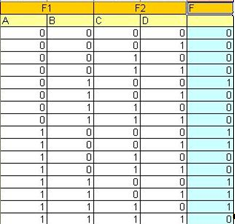 F1 F2 F
A B C D
0 0 0 0 0
0 0 0 1 0
0 0 1 0 0
0 0 1 1 0
0 1 0 0 1
0 1 0 1 0
0 1 1 0 0
0 1 1 1 0
1 0 0 0 1
1 0 0 1 1
1 0 1 0 0
1 0 1 1 0
1 1 0 0 1
1 1 0 1 1
1 1 1 0 1
1 1 1 1 0